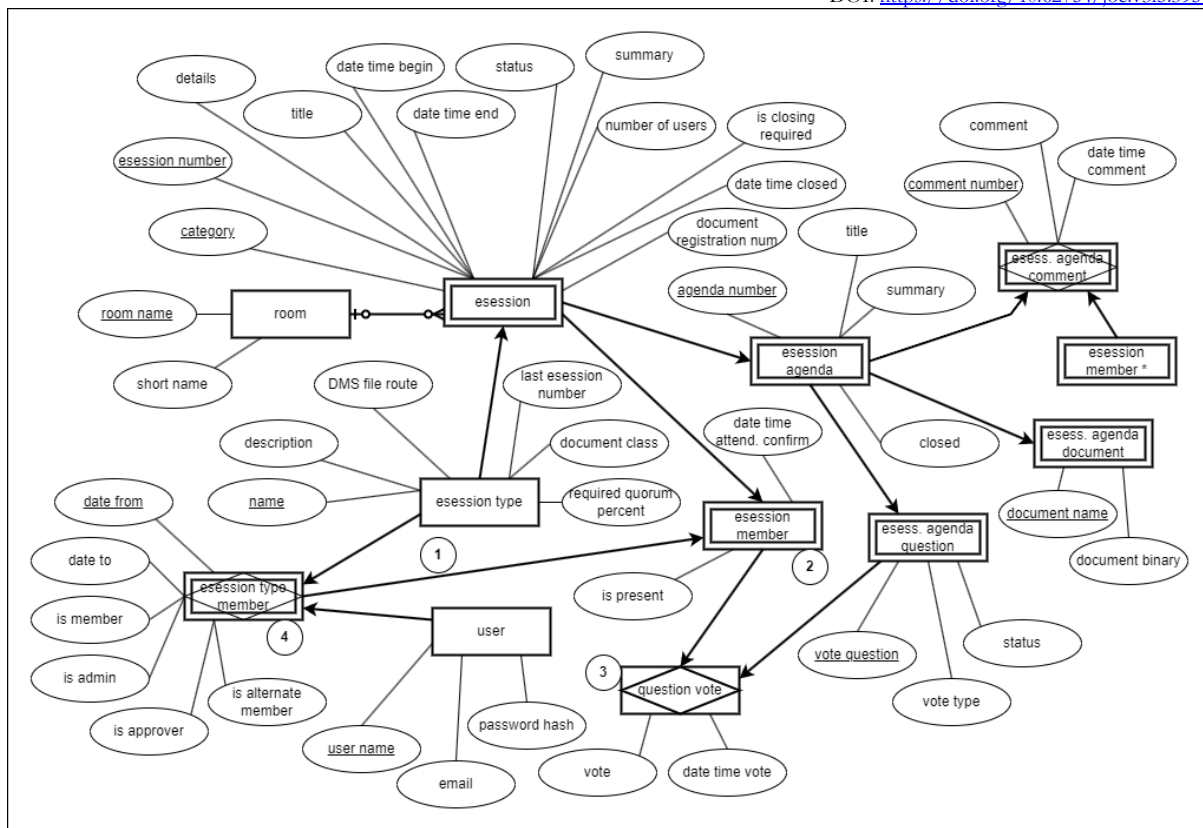 details
date time begin
status
summary
title
date time end
number of users
is closing
required
esession number
date time closed
category
document
registration num
comment
date time
comment
comment number
title
agenda number
summary
esess. agenda
comment
room name
room
esession
esession
agenda
esession
member *
short name
DMS file route
last esession
number
date time
attend. confirm
closed
esess. agenda
document
description
document class
name
esession type
required quorum
percent
date from
esession
member
esess. agenda
question
document name
document binary
1
2
date to
esession type
member
is present
is member
4
user
3
question vote
vote question
status
is admin
is alternate
member
is approver
vote type
password hash
user name
email
vote
date time vote